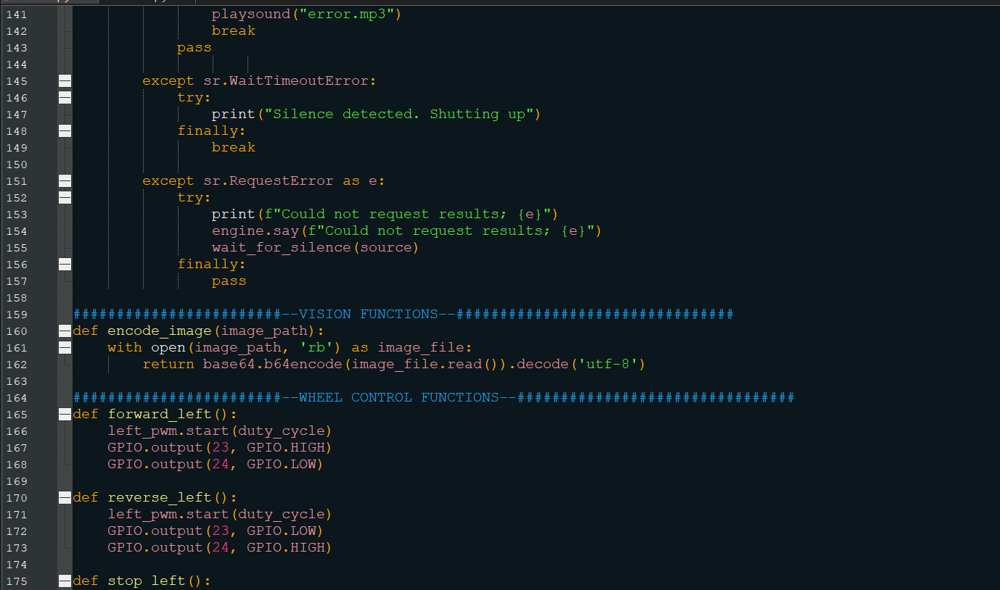 141 playsound("error.mp3")
142 break
143 pass
144
145 except sr.WaitTimeoutError:
146 try:
147 print("Silence detected. Shutting up")
148 finally:
149 break
150
151 except sr.RequestError as e:
152 try:
153 print(f"Could not request results; {e}")
154 engine.say(f"Could not request results; {e}")
155 wait_for_silence(source)
156 finally:
157 pass
158
159 ########################--VISION FUNCTIONS--################################
160 def encode_image(image_path):
161 with open(image_path, 'rb') as image_file:
162 return base64.b64encode(image_file.read()).decode('utf-8')
163
164 ########################--WHEEL CONTROL FUNCTIONS--################################
165 def forward_left():
166 left_pwm.start(duty_cycle)
167 GPIO.output(23, GPIO.HIGH)
168 GPIO.output(24, GPIO.LOW)
169
170 def reverse_left():
171 left_pwm.start(duty_cycle)
172 GPIO.output(23, GPIO.LOW)
173 GPIO.output(24, GPIO.HIGH)
174
175 def stop left():